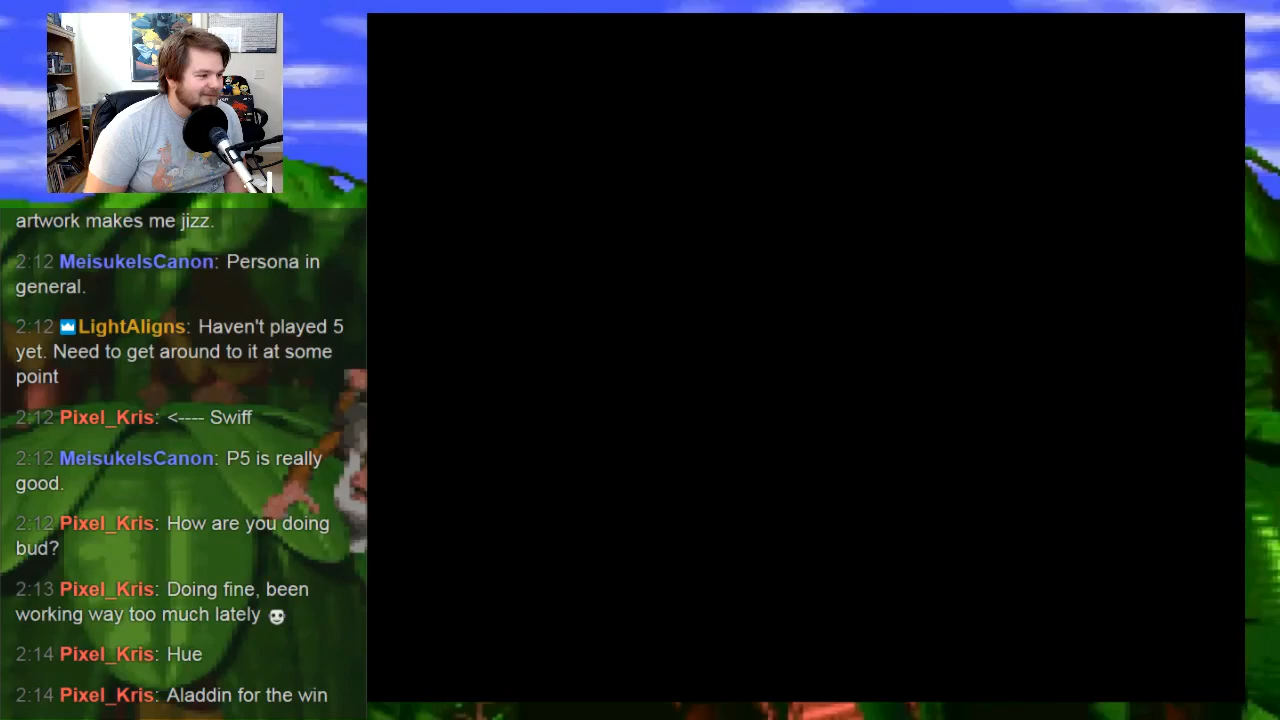 artwork makes me jizz.
2:12 MeisukeIsCanon: Persona in
general.
2:12 LightAligns: Haven't played 5
yet. Need to get around to it at some
point
2:12 Pixel_Kris: <---- Swiff
2:12 MeisukeIsCanon: P5 is really
good.
2:12 Pixel_Kris: How are you doing
bud?
2:13 Pixel_Kris: Doing fine, been
working way too much lately
2:14 Pixel_Kris: Hue
2:14 Pixel_Kris: Aladdin for the win